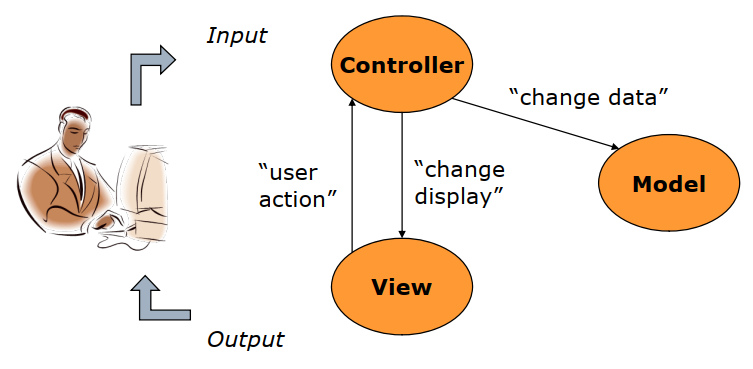 Input
Controller
“change data”
“user
action”
“change
display”
Model
View
Output